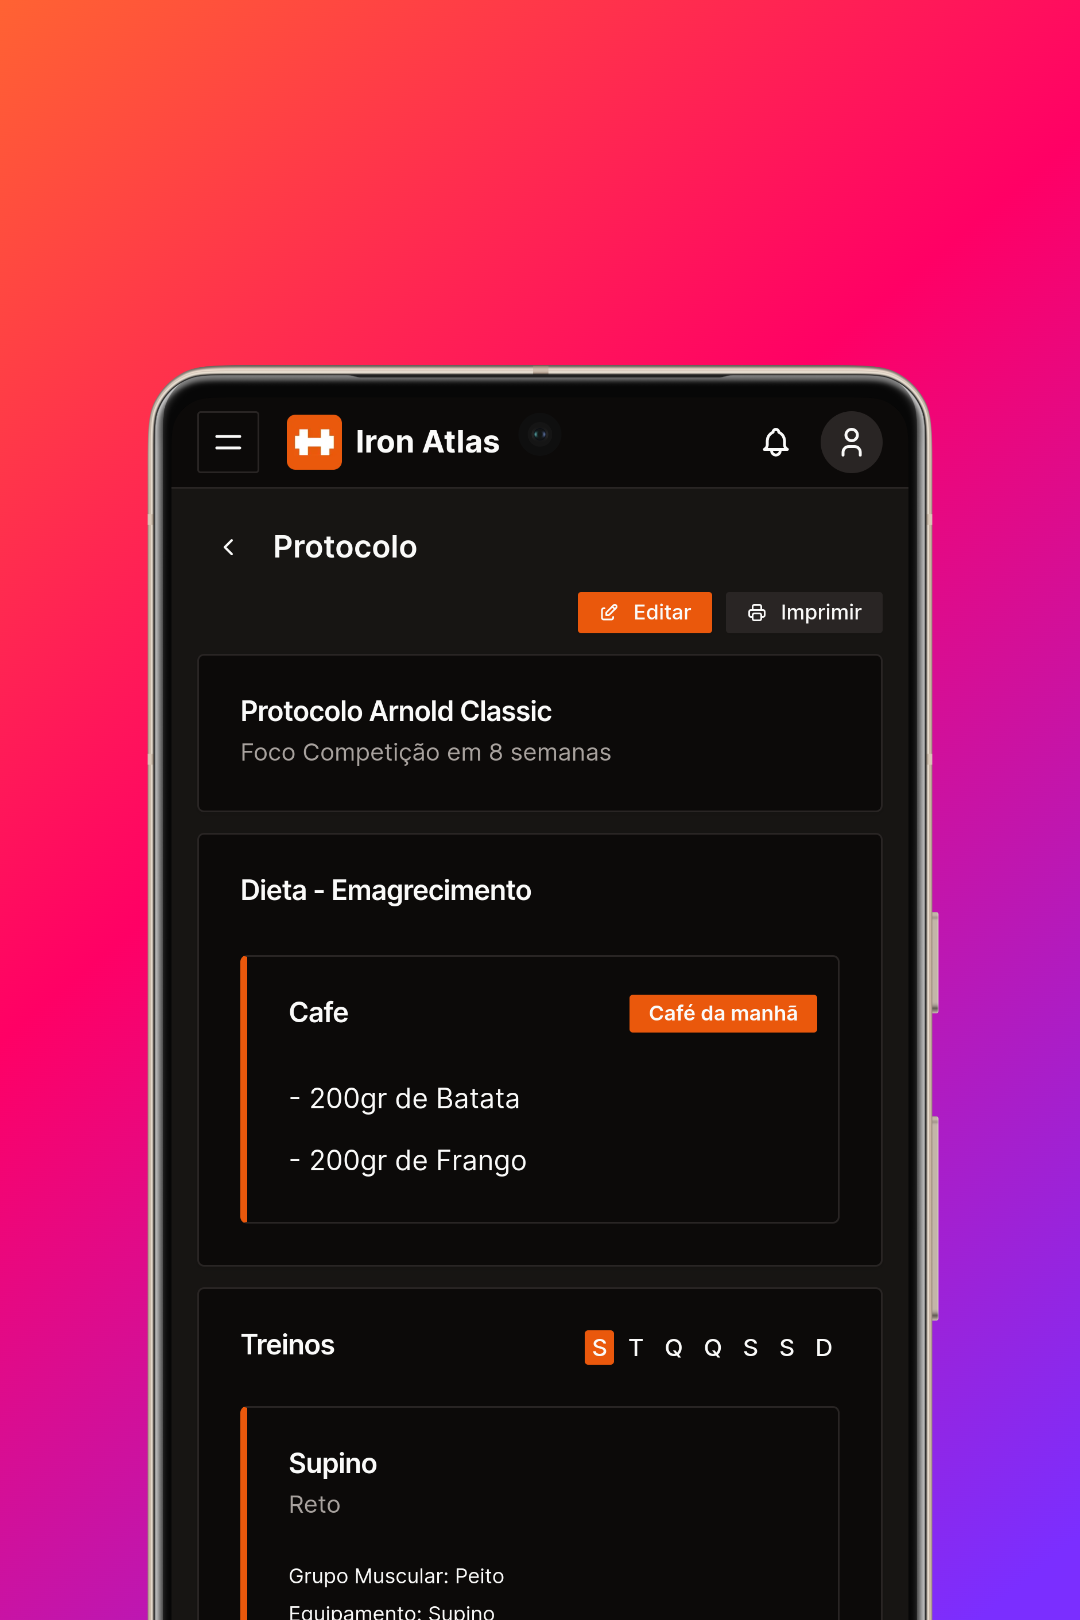 Iron Atlas
Protocolo
Editar
Imprimir
Protocolo Arnold Classic
Foco Competição em 8 semanas
Dieta - Emagrecimento
Cafe
Café da manhã
- 200gr de Batata
- 200gr de Frango
Treinos
S T Q Q S S D
Supino
Reto
Grupo Muscular: Peito
Equipamento: Supino